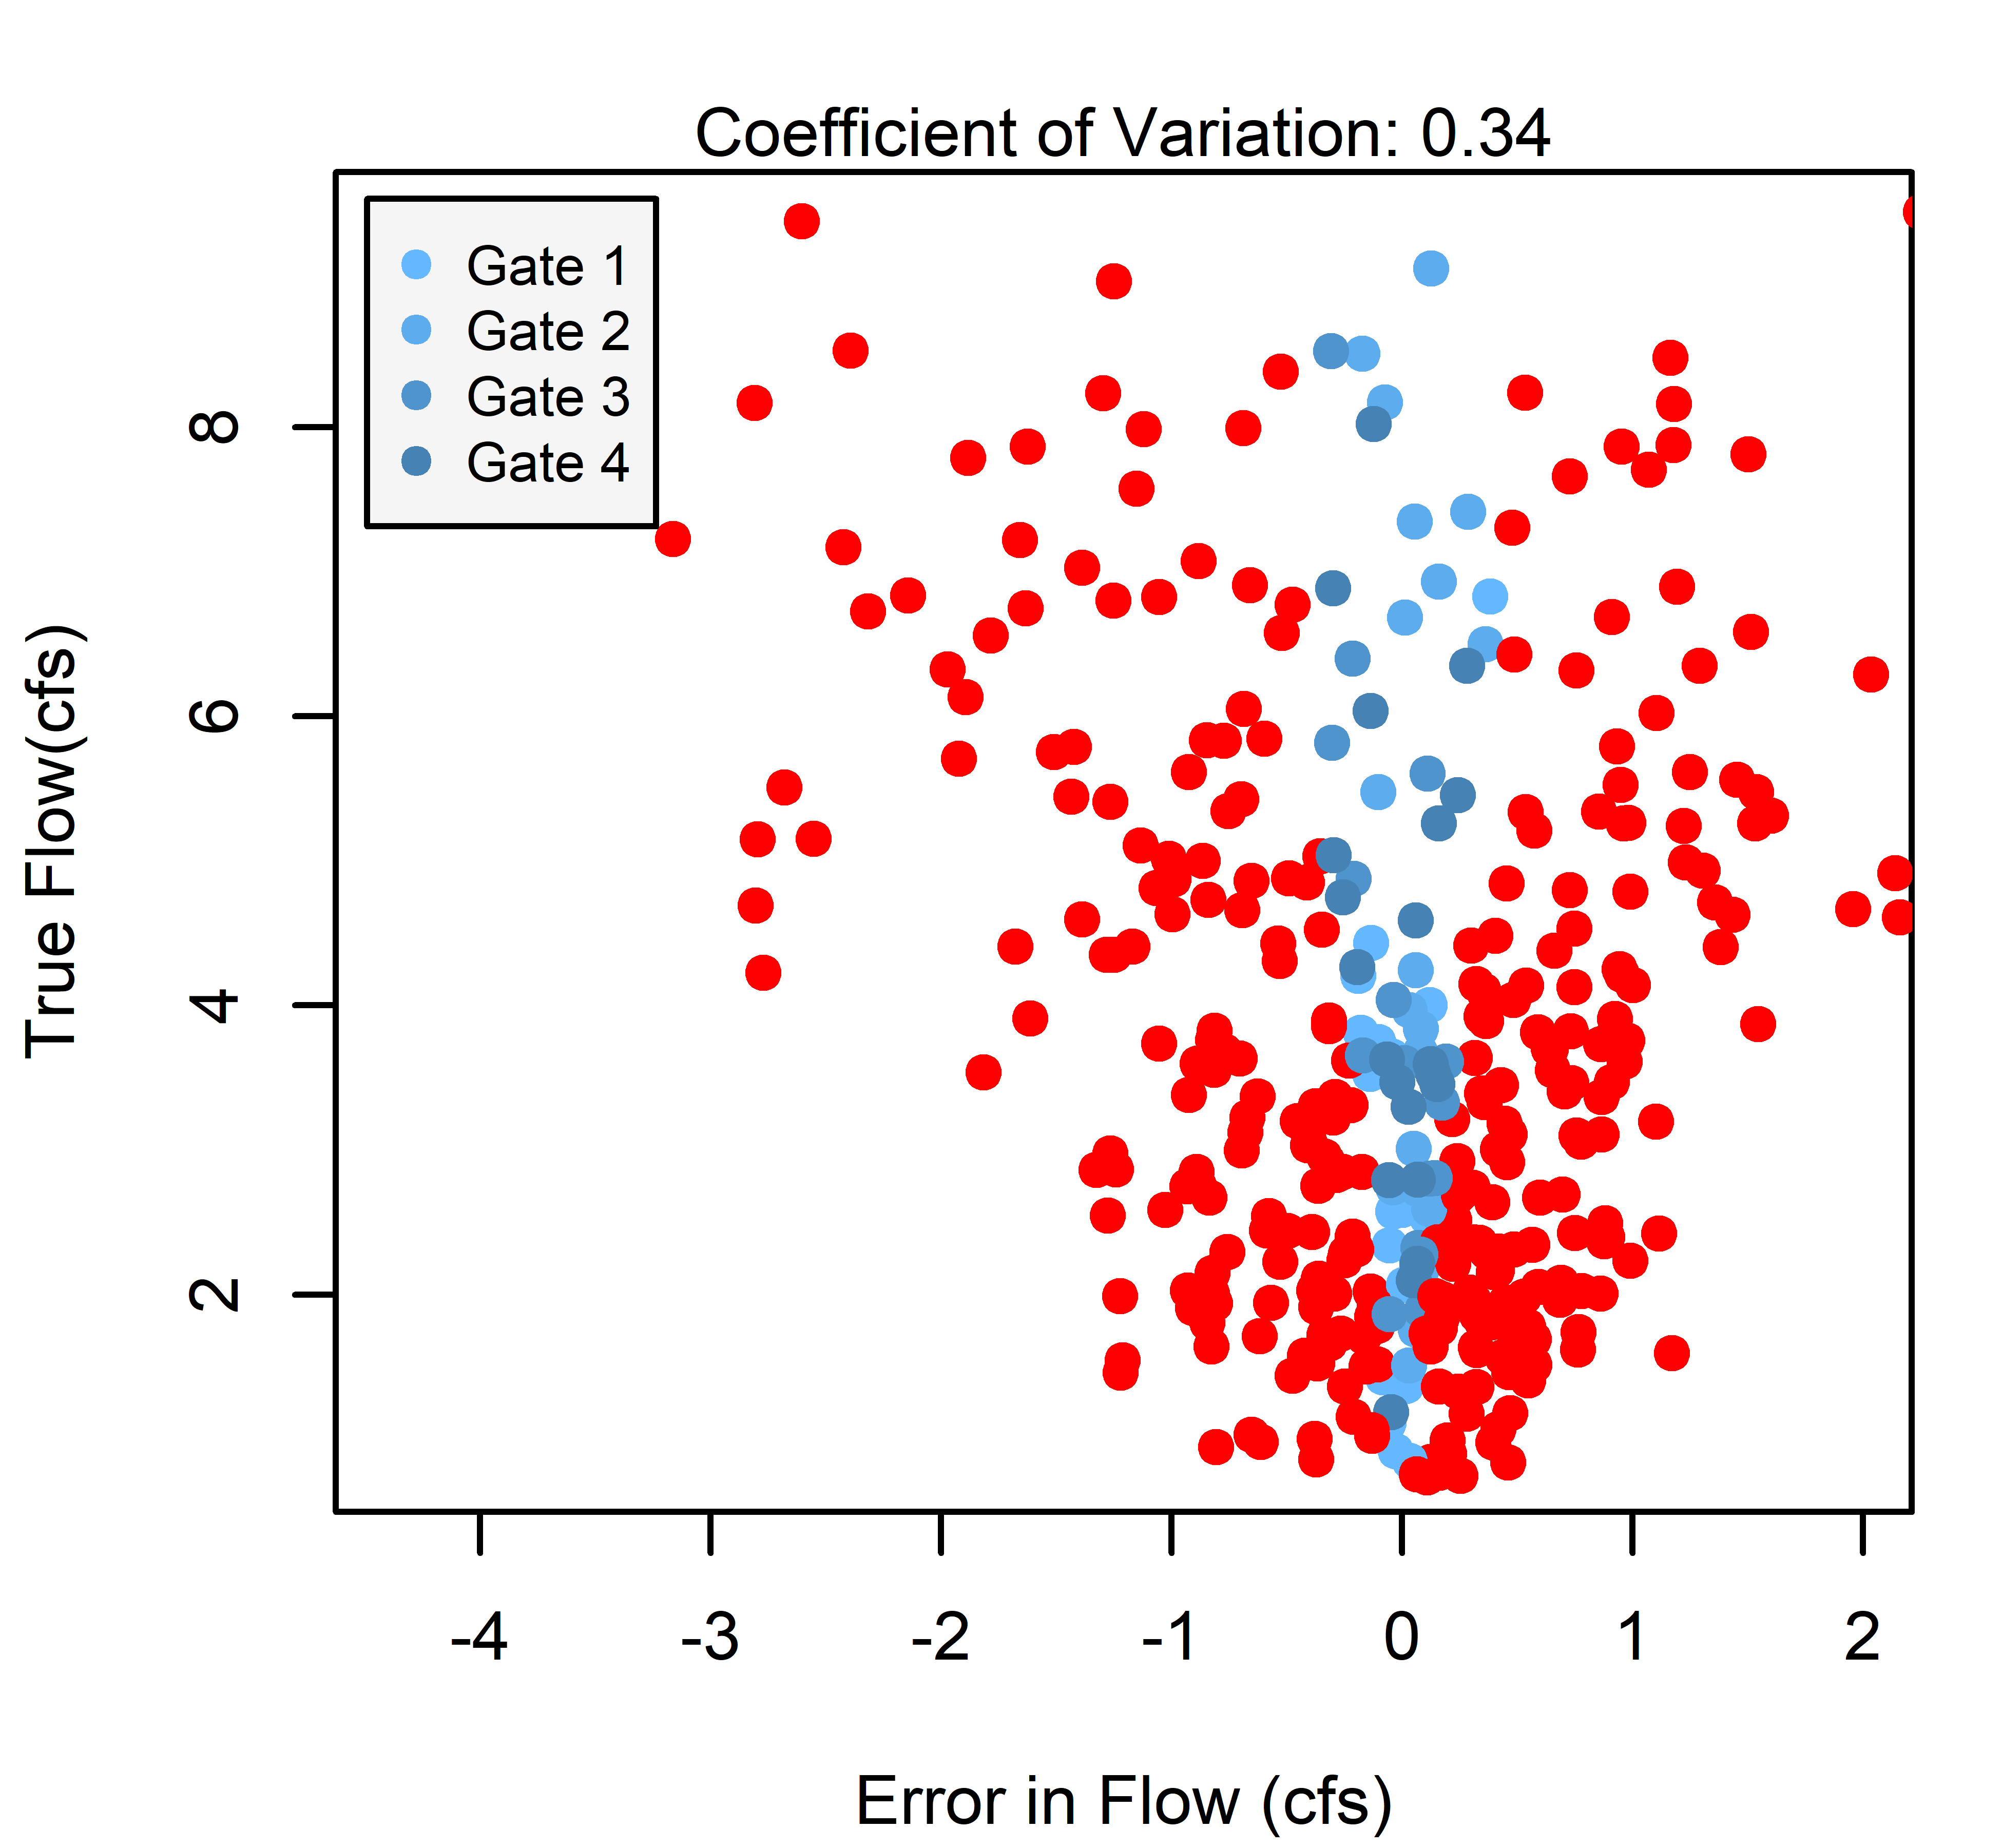 Coefficient of Variation: 0.34
Gate 1
Gate 2
Gate 3
Gate 4
True Flow(cfs)
8
6
4
2
-4 -3 -2 -1 0 1 2
Error in Flow (cfs)